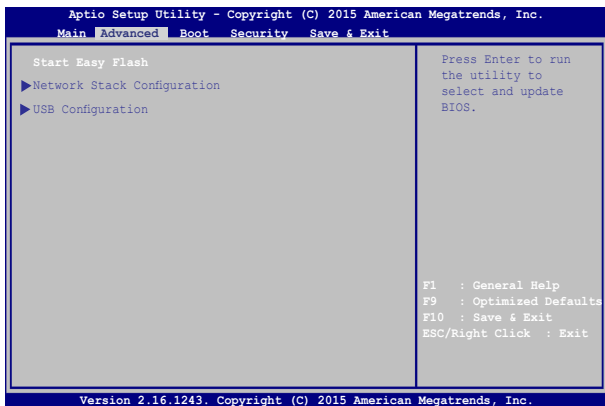 Aptio Setup Utility - Copyright (C) 2015 American Megatrends, Inc.
Main Advanced Boot Security Save & Exit
Start Easy Flash
Network Stack Configuration
USB Configuration
Press Enter to run
the utility to
select and update
BIOS.
F1 : General Help
F9 : Optimized Defaults
F10 : Save & Exit
ESC/Right Click : Exit
Version 2.16.1243. Copyright (C) 2015 American Megatrends, Inc.